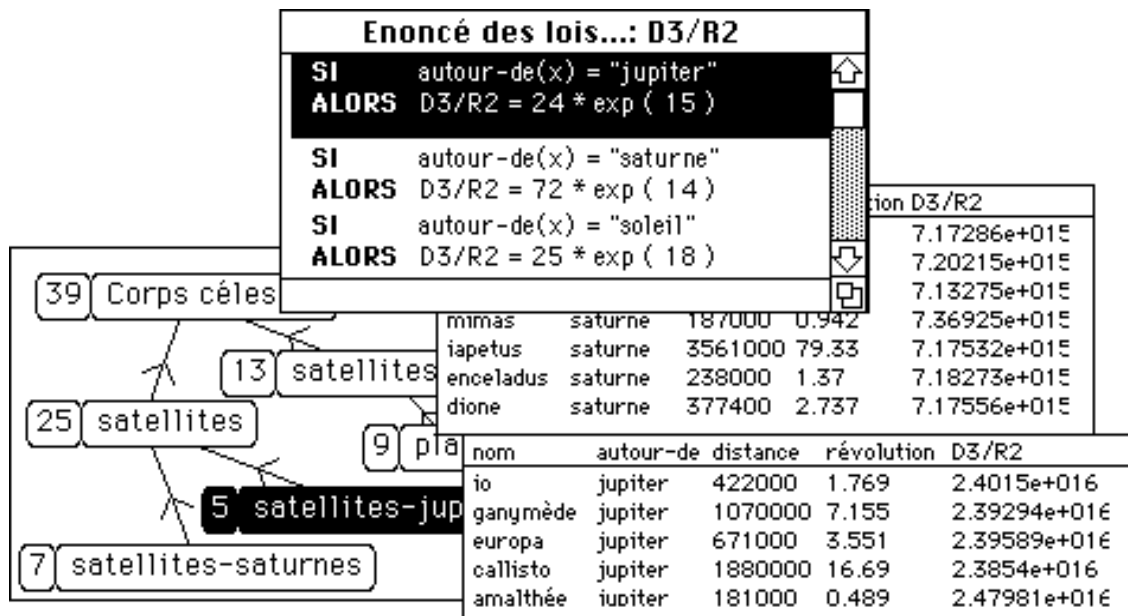 Enoncé des lois...: D3/R2
SI autour-de(x) = "jupiter"
ALORS D3/R2 = 24 * exp ( 15 )
SI autour-de(x) = "saturne"
ALORS D3/R2 = 72 * exp ( 14 )
SI autour-de(x) = "soleil"
ALORS D3/R2 = 25 * exp ( 18 )
tion D3/R2
7.17286e+015
7.20215e+015
7.13275e+015
mimas saturne 187000 0.942 7.36925e+015
iapetus saturne 3561000 79.33 7.17532e+015
enceladus saturne 238000 1.37 7.18273e+015
dione saturne 377400 2.737 7.17556e+015
39 Corps céles
13 satellites
25 satellites
9 pla
5 satellites-jup
7 satellites-saturnes
nom autour-de distance révolution D3/R2
io jupiter 422000 1.769 2.4015e+016
ganymède jupiter 1070000 7.155 2.39294e+016
europa jupiter 671000 3.551 2.39589e+016
callisto jupiter 1880000 16.69 2.3854e+016
amalthée jupiter 181000 0.489 2.47981e+016